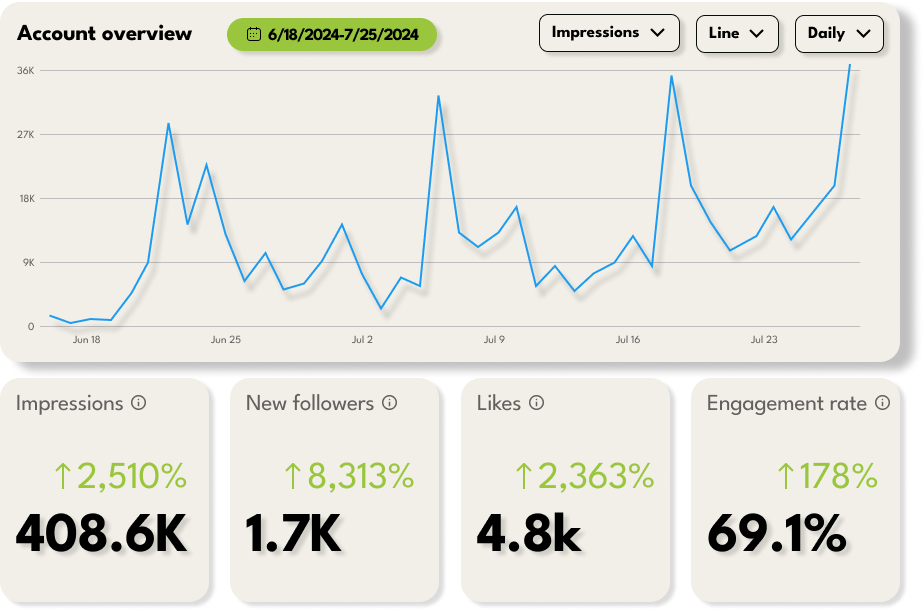 Account overview
6/18/2024-7/25/2024
Impressions
Line
Daily
36K
27K
18K
9K
0
Jun 18 Jun 25 Jul 2 Jul 9 Jul 16 Jul 23
Impressions
↑2,510%
408.6K
New followers
↑8,313%
1.7K
Likes
↑2,363%
4.8k
Engagement rate
↑178%
69.1%